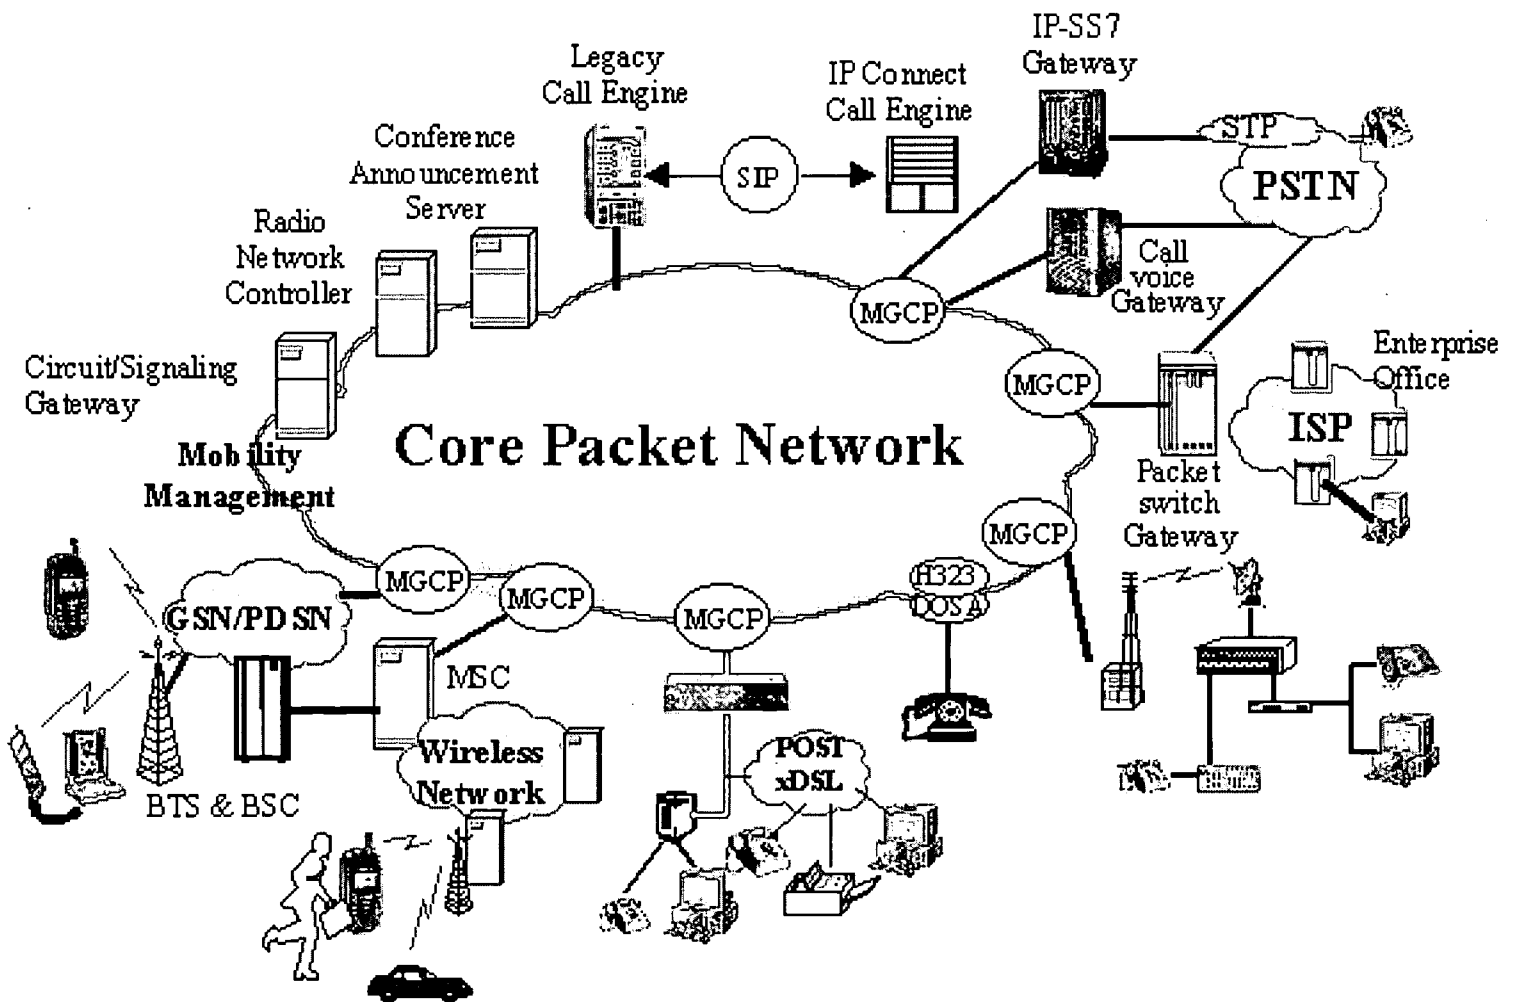 IP-SS7
Gateway
Legacy
Call Engine
IP Connect
Call Engine
Conference
Announcement
Server
SIP
STP
PSTN
Radio
Network
Controller
Call
voice
Gateway
MGCP
Circuit/Signaling
Gateway
MGCP
Enterprise
Office
ISP
Core Packet Network
Mobility
Management
Packet
switch
Gateway
MGCP
MGCP
MGCP
MGCP
H323
DOSA
GSN/PDSN
MSC
Wireless
Network
POST
xDSL
BTS & BSC